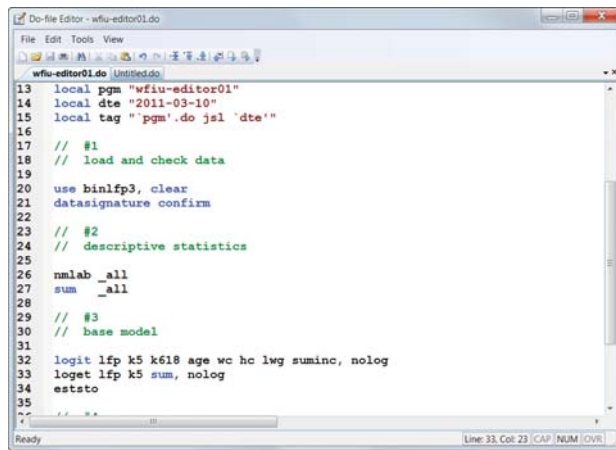 Do-file Editor - wfiu-editor01.do
File Edit Tools View
wfiu-editor01.do Untitled.do
13 local pgm "wfiu-editor01"
14 local dte "2011-03-10"
15 local tag "`pgm'.do jsl `dte'"
16
17 // #1
18 // load and check data
19
20 use binlfp3, clear
21 datasignature confirm
22
23 // #2
24 // descriptive statistics
25
26 nmlab _all
27 sum _all
28
29 // #3
30 // base model
31
32 logit lfp k5 k618 age wc hc lwg suminc, nolog
33 loget lfp k5 sum, nolog
34 eststo
35
Ready Line: 33, Col: 23 CAP NUM OVR